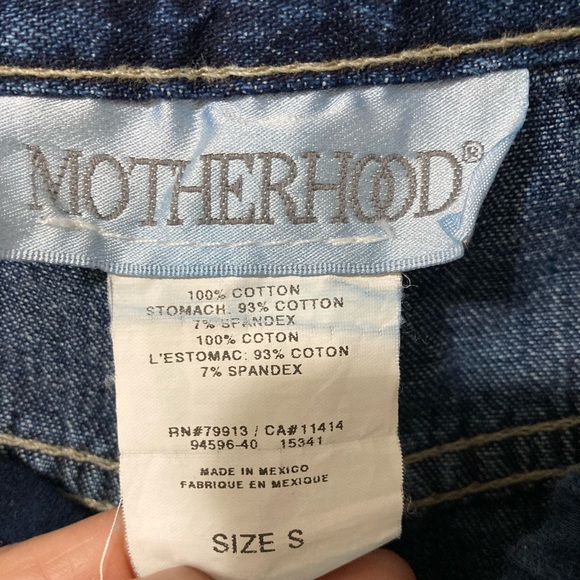 MOTHERHOOD®
100% COTTON
STOMACH: 93% COTTON
7% SPANDEX
100% COTON
L'ESTOMAC: 93% COTON
7% SPANDEX
RN#79913 / CA#11414
94596-40 15341
MADE IN MEXICO
FABRIQUE EN MEXIQUE
SIZE S